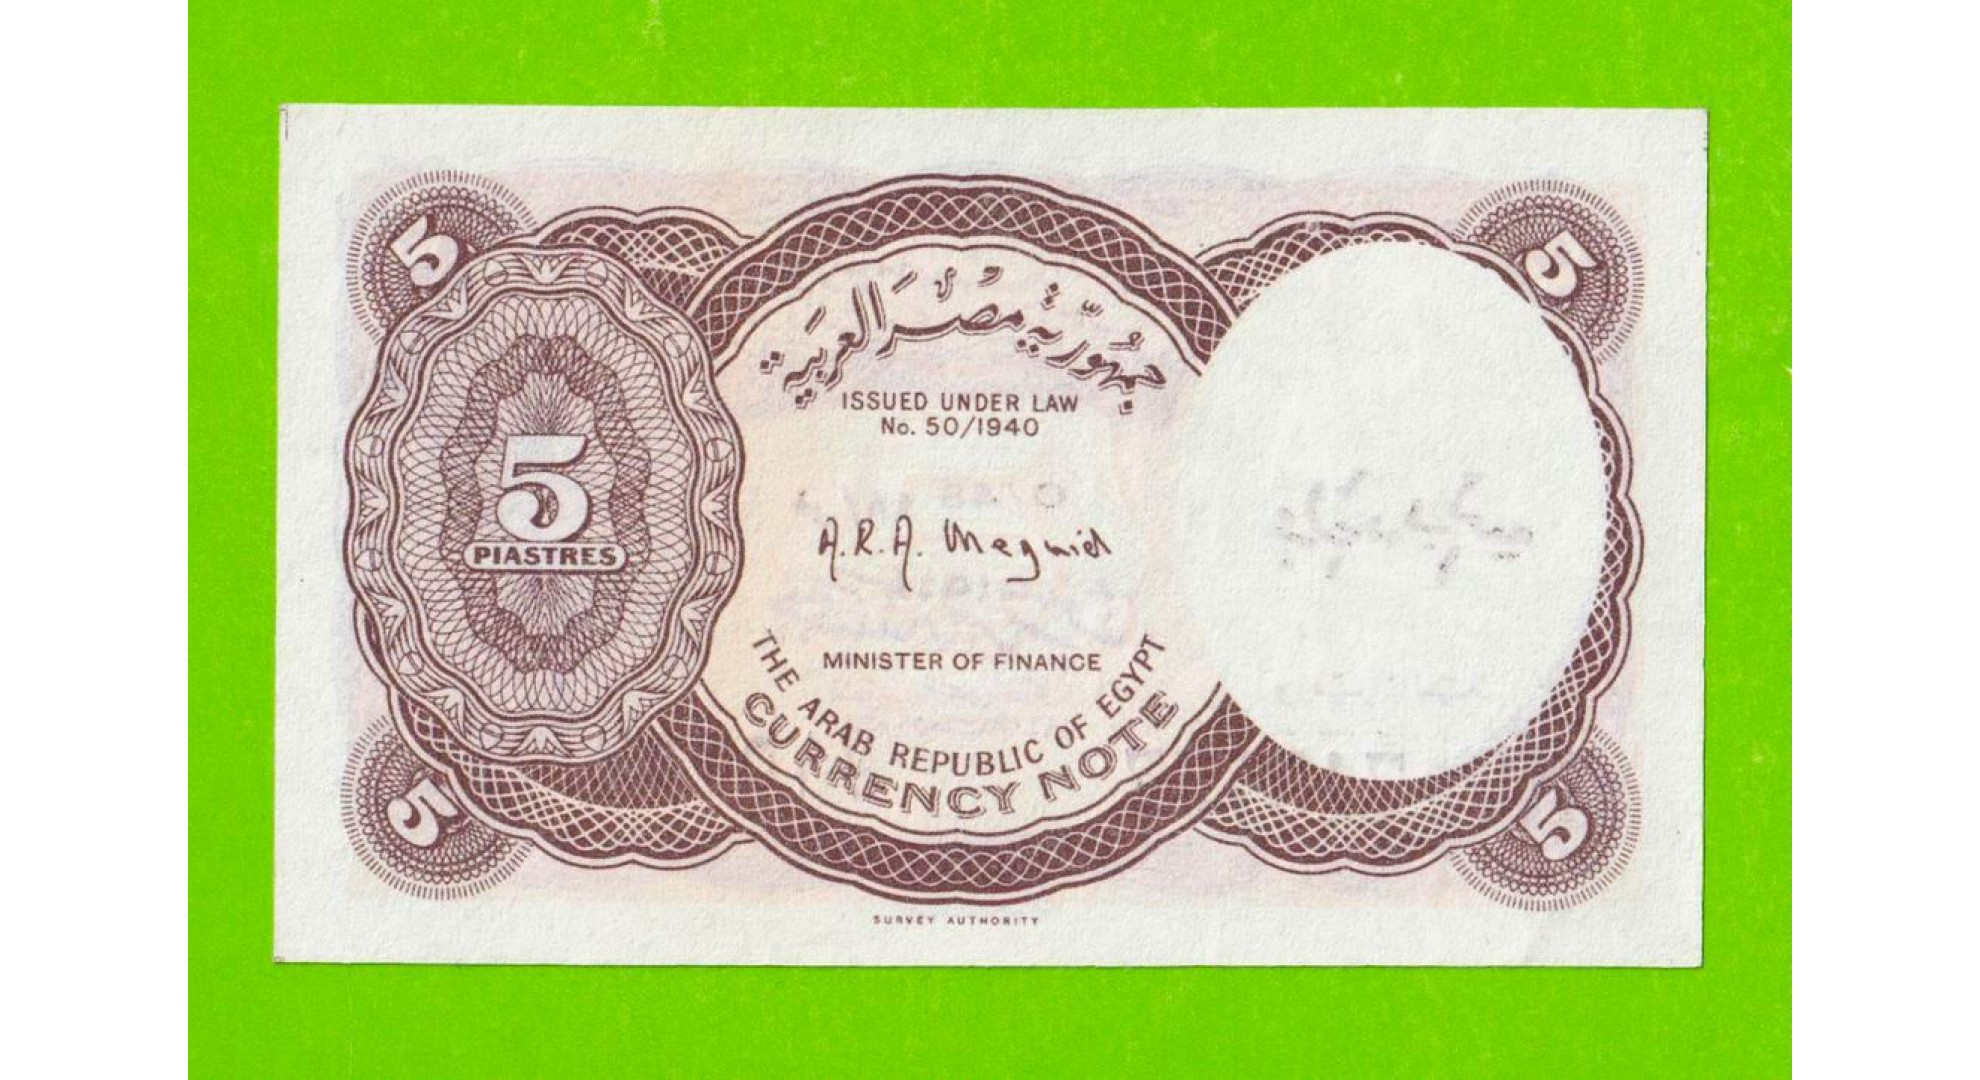 5
5
جمهورية مصر العربية
ISSUED UNDER LAW
No. 50/1940
5
PIASTRES
A.R.A. Meguid
MINISTER OF FINANCE
THE ARAB REPUBLIC OF EGYPT
CURRENCY NOTE
5
5
SURVEY AUTHORITY